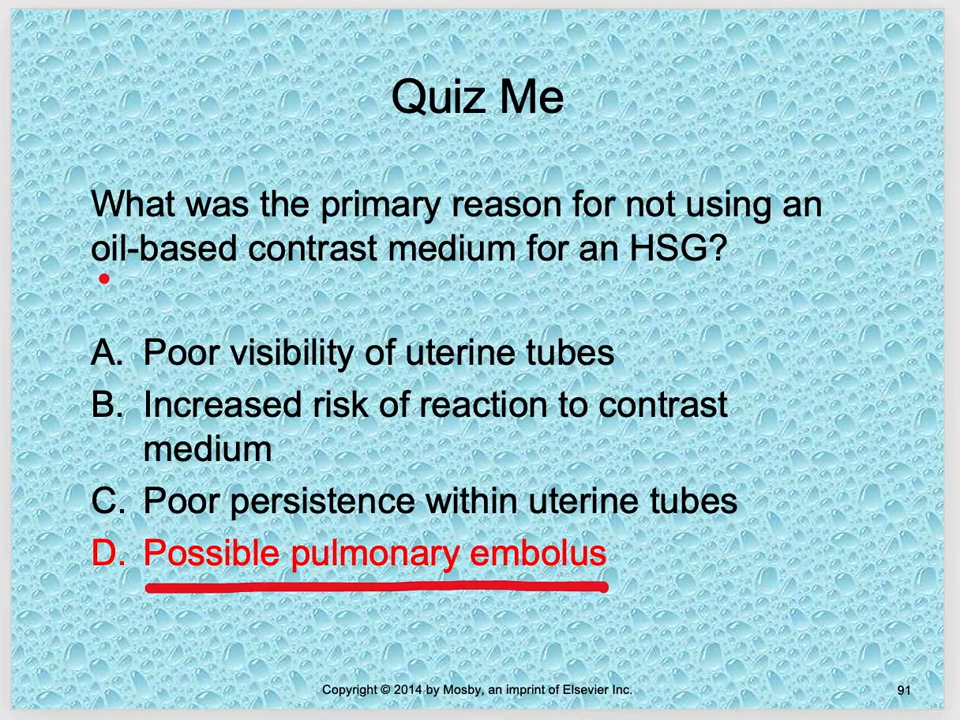 Quiz Me
What was the primary reason for not using an
oil-based contrast medium for an HSG?
A. Poor visibility of uterine tubes
B. Increased risk of reaction to contrast
medium
C. Poor persistence within uterine tubes
D. Possible pulmonary embolus
Copyright © 2014 by Mosby, an imprint of Elsevier Inc.
91